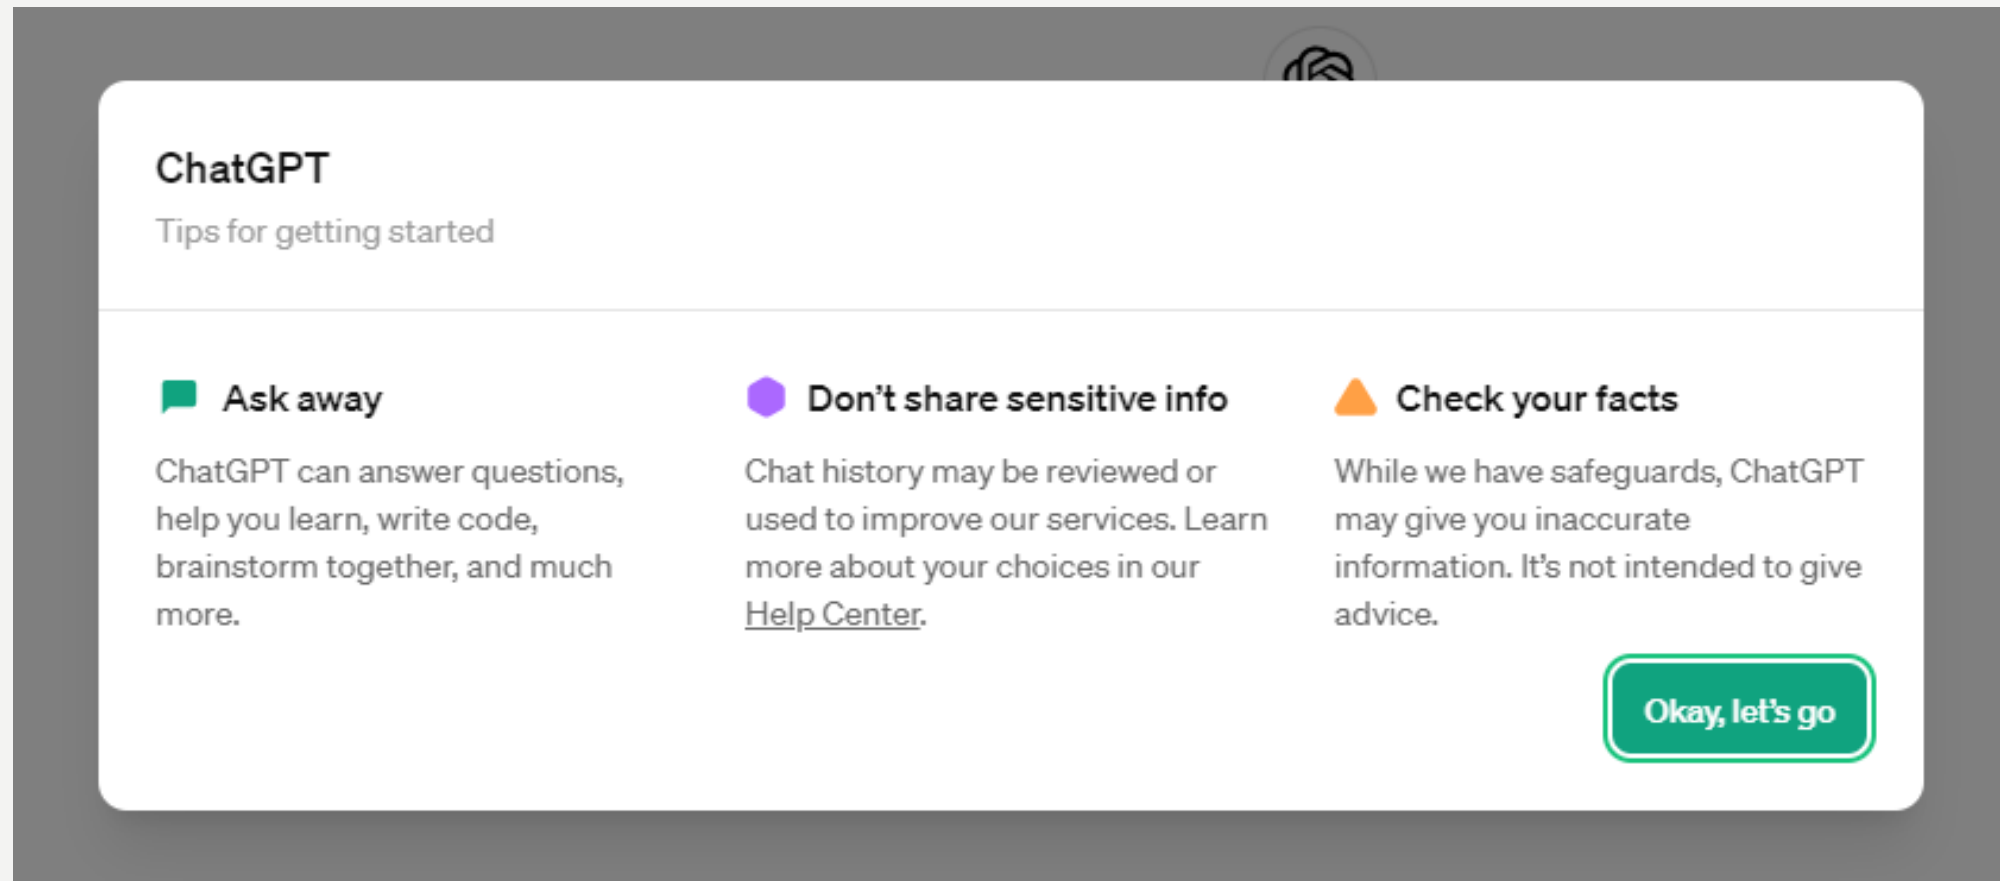 ChatGPT
Tips for getting started
Ask away
ChatGPT can answer questions,
help you learn, write code,
brainstorm together, and much
more.
Don’t share sensitive info
Chat history may be reviewed or
used to improve our services. Learn
more about your choices in our
Help Center.
Check your facts
While we have safeguards, ChatGPT
may give you inaccurate
information. It’s not intended to give
advice.
Okay, let’s go